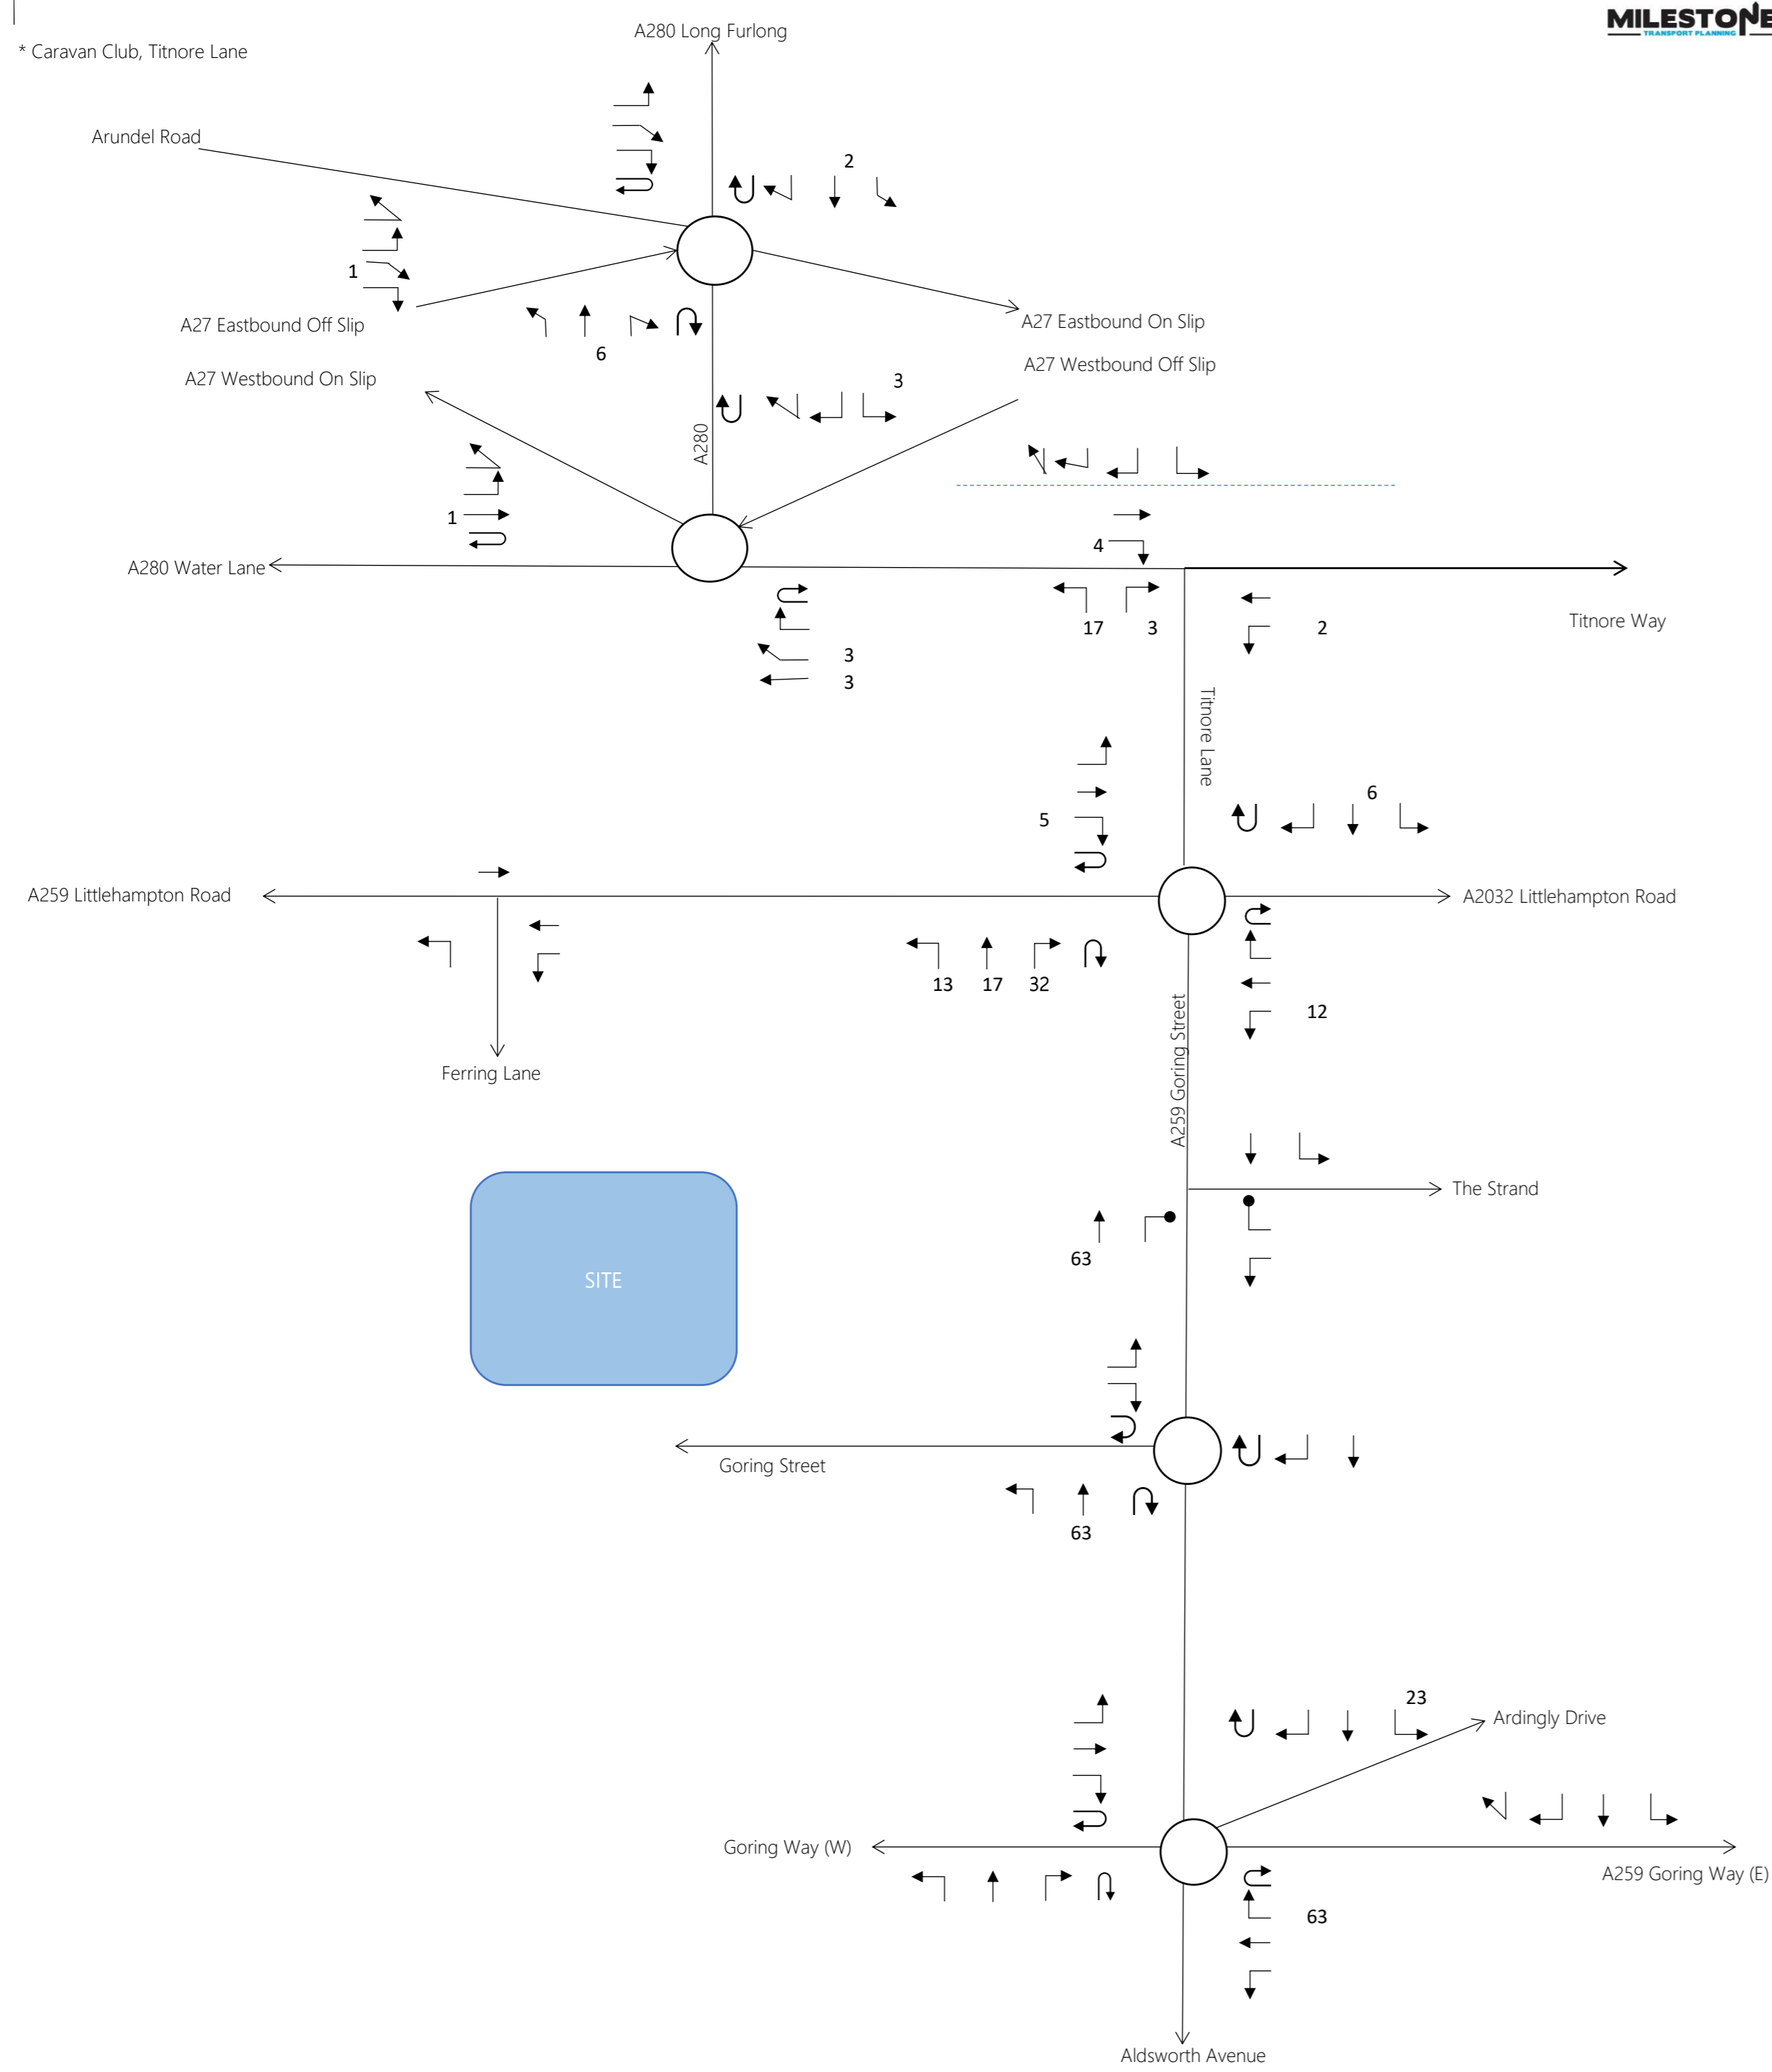 MILESTONE
TRANSPORT PLANNING
* Caravan Club, Titnore Lane
A280 Long Furlong
Arundel Road
2
1
A27 Eastbound Off Slip
6
A27 Eastbound On Slip
A27 Westbound On Slip
A27 Westbound Off Slip
3
A280
1
4
A280 Water Lane
17
3
2
Titnore Way
3
3
Titnore Lane
5
6
A259 Littlehampton Road
A2032 Littlehampton Road
13
17
32
12
A259 Goring Street
Ferring Lane
The Strand
63
SITE
Goring Street
63
23
Ardingly Drive
Goring Way (W)
A259 Goring Way (E)
63
Aldsworth Avenue